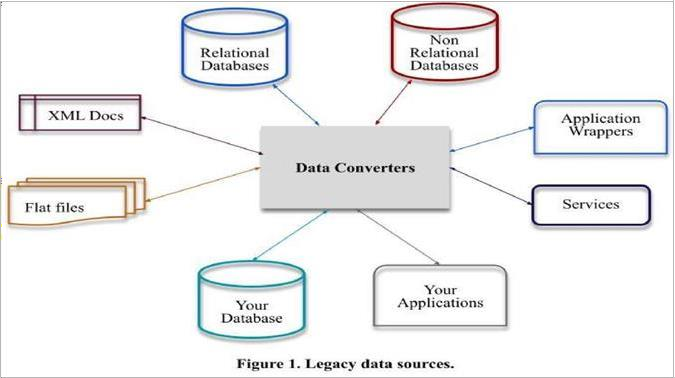 Relational
Databases
Non
Relational
Databases
XML Docs
Application
Wrappers
Data Converters
Flat files
Services
Your
Database
Your
Applications
Figure 1. Legacy data sources.